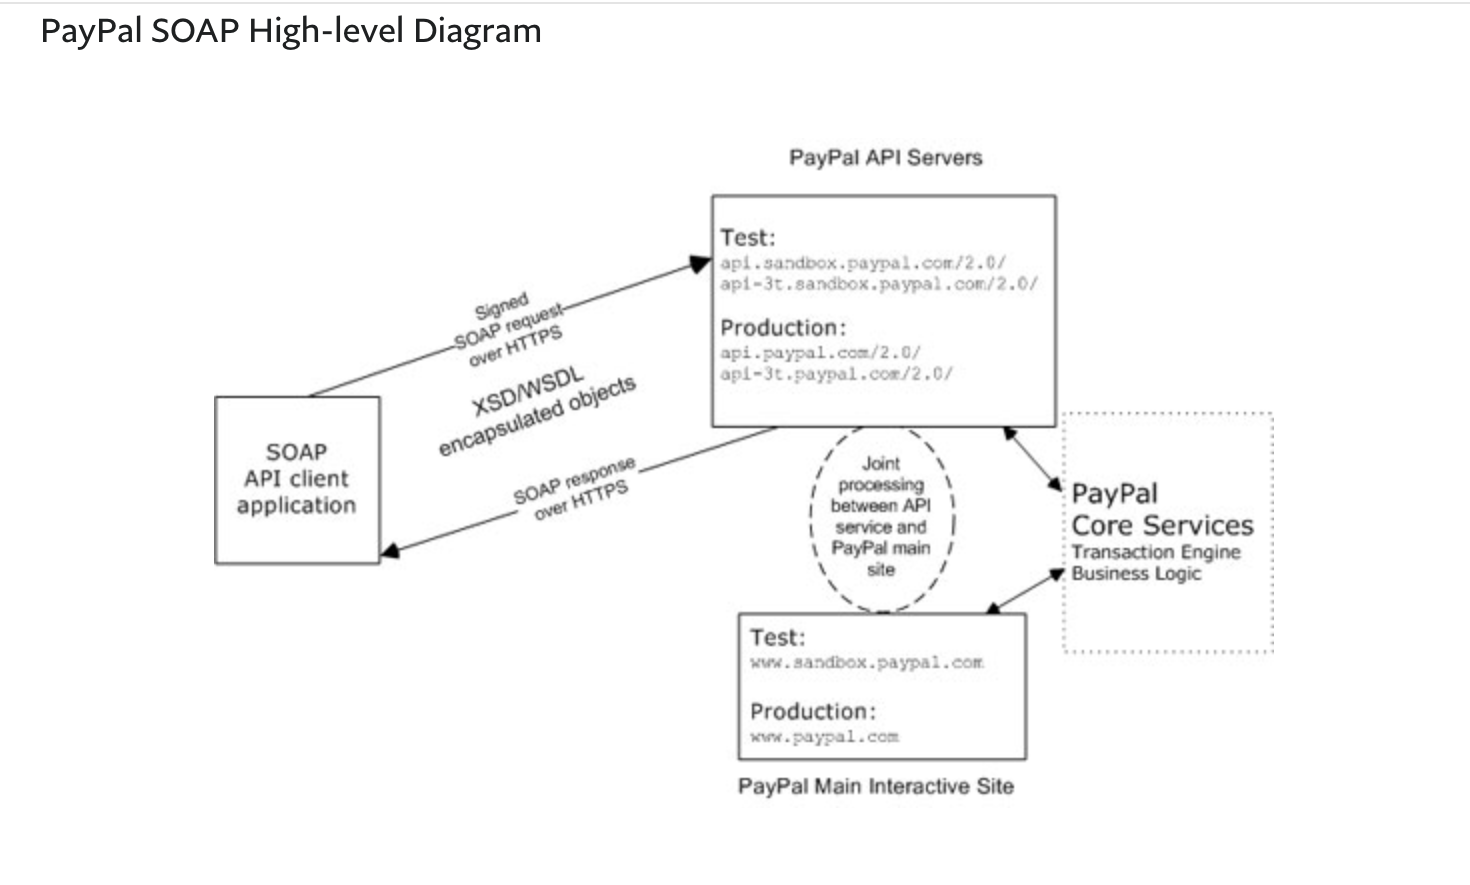 PayPal SOAP High-level Diagram
PayPal API Servers
Test:
api.sandbox.paypal.com/2.0/
api-3t.sandbox.paypal.com/2.0/
Production:
api.paypal.com/2.0/
api-3t.paypal.com/2.0/
Signed
SOAP request
over HTTPS
XSD/WSDL
encapsulated objects
SOAP
API client
application
SOAP response
over HTTPS
Joint
processing
between API
service and
PayPal main
site
PayPal
Core Services
Transaction Engine
Business Logic
Test:
www.sandbox.paypal.com
Production:
www.paypal.com
PayPal Main Interactive Site